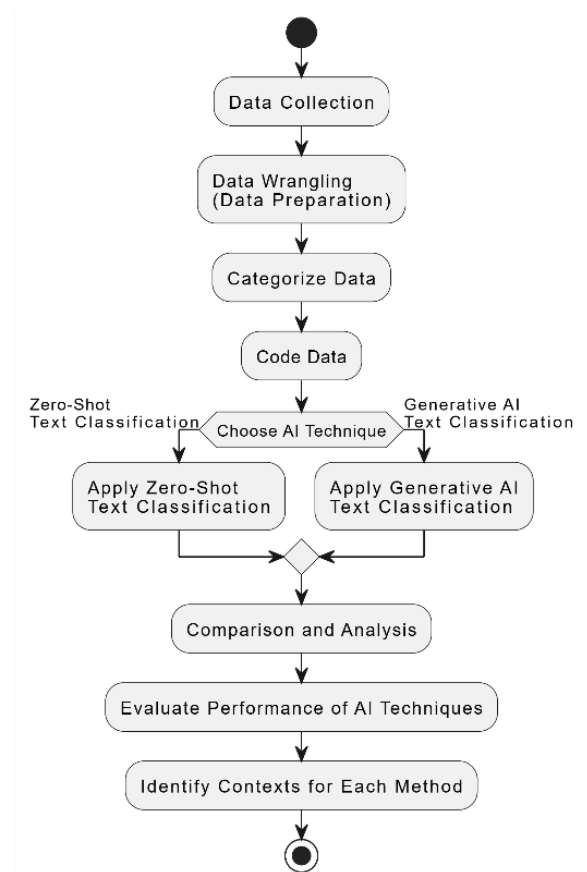 Data Collection
Data Wrangling
(Data Preparation)
Categorize Data
Code Data
Zero-Shot
Text Classification
Choose AI Technique
Generative AI
Text Classification
Apply Zero-Shot
Text Classification
Apply Generative AI
Text Classification
Comparison and Analysis
Evaluate Performance of AI Techniques
Identify Contexts for Each Method